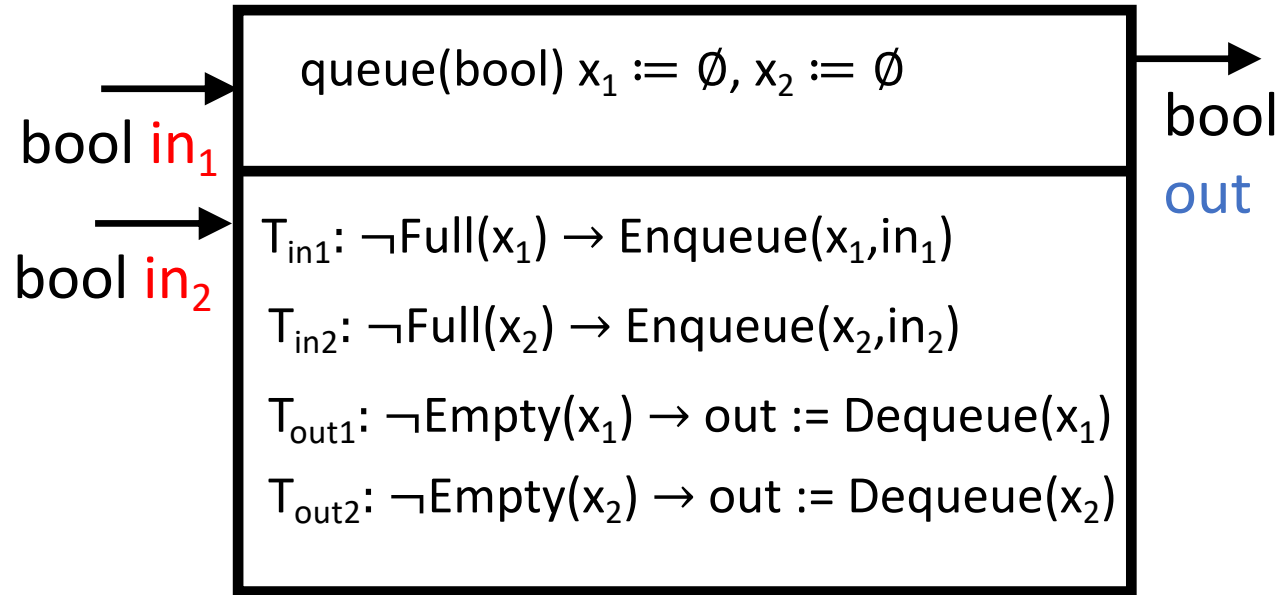 queue(bool) x₁ := ∅, x₂ := ∅
bool in₁
bool in₂
bool
out
Tᵢₙ₁: ¬Full(x₁) → Enqueue(x₁,in₁)
Tᵢₙ₂: ¬Full(x₂) → Enqueue(x₂,in₂)
Tₒᵤₜ₁: ¬Empty(x₁) → out := Dequeue(x₁)
Tₒᵤₜ₂: ¬Empty(x₂) → out := Dequeue(x₂)